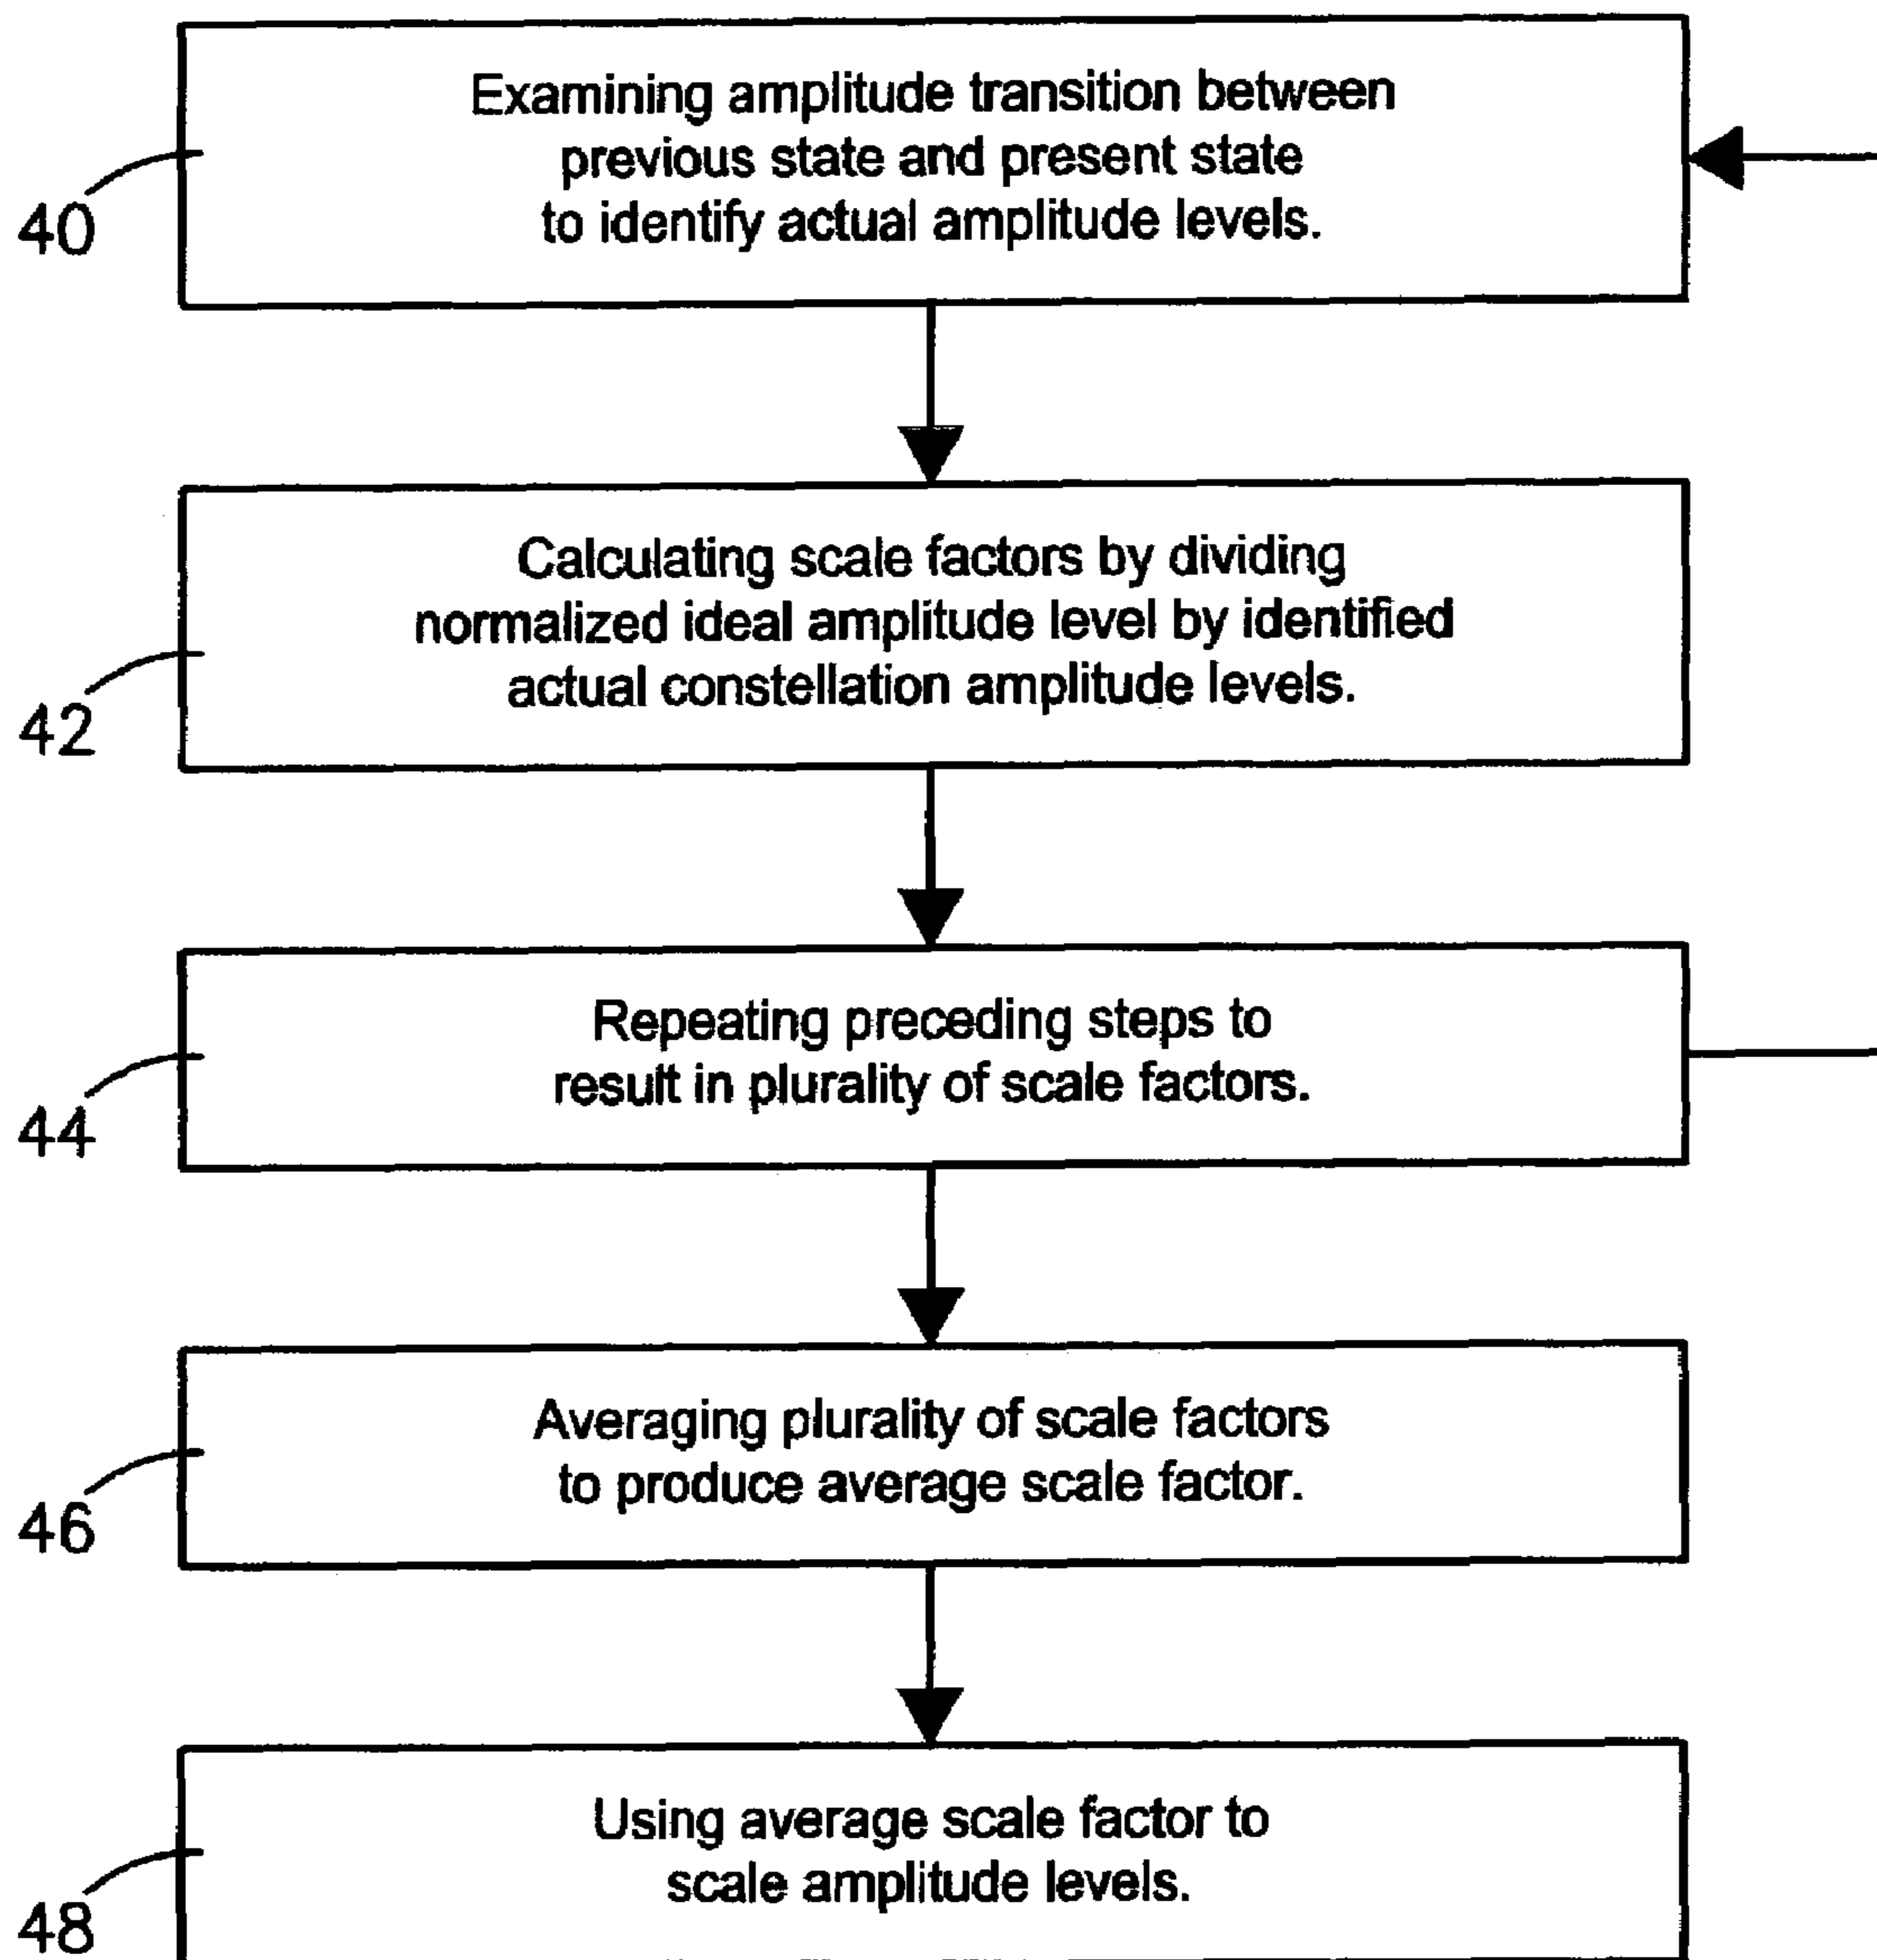 Examining amplitude transition between
previous state and present state
to identify actual amplitude levels.
40
Calculating scale factors by dividing
normalized ideal amplitude level by identified
actual constellation amplitude levels.
42
Repeating preceding steps to
result in plurality of scale factors.
44
Averaging plurality of scale factors
to produce average scale factor.
46
Using average scale factor to
scale amplitude levels.
48